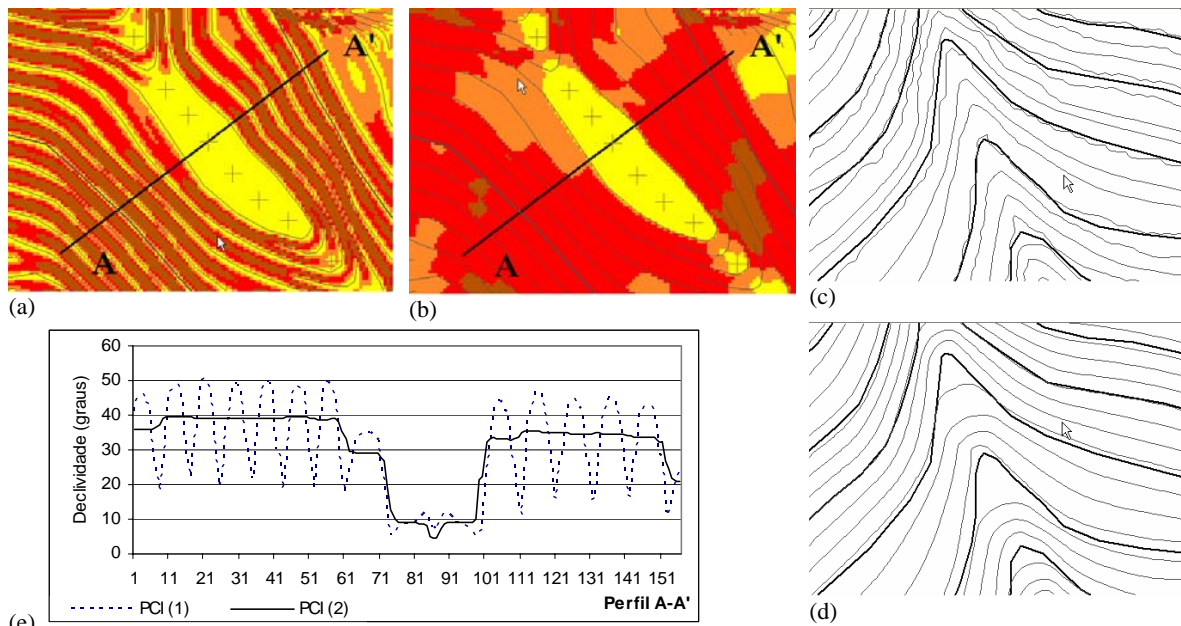 A'
A
(a)
A'
A
(b)
(c)
60
50
40
30
20
10
0
Declividade (graus)
1 11 21 31 41 51 61 71 81 91 101 111 121 131 141 151
PCI (1) PCI (2) Perfil A-A'
(e)
(d)